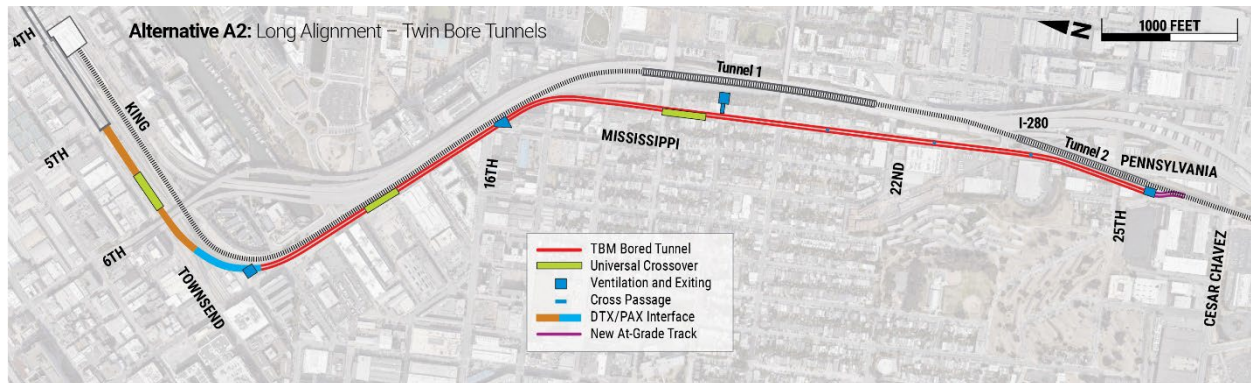 Alternative A2: Long Alignment – Twin Bore Tunnels
N
1000 FEET
4TH
KING
5TH
6TH
TOWNSEND
16TH
MISSISSIPPI
Tunnel 1
22ND
I-280
Tunnel 2
PENNSYLVANIA
25TH
CESAR CHAVEZ
TBM Bored Tunnel
Universal Crossover
Ventilation and Exiting
Cross Passage
DTX/PAX Interface
New At-Grade Track